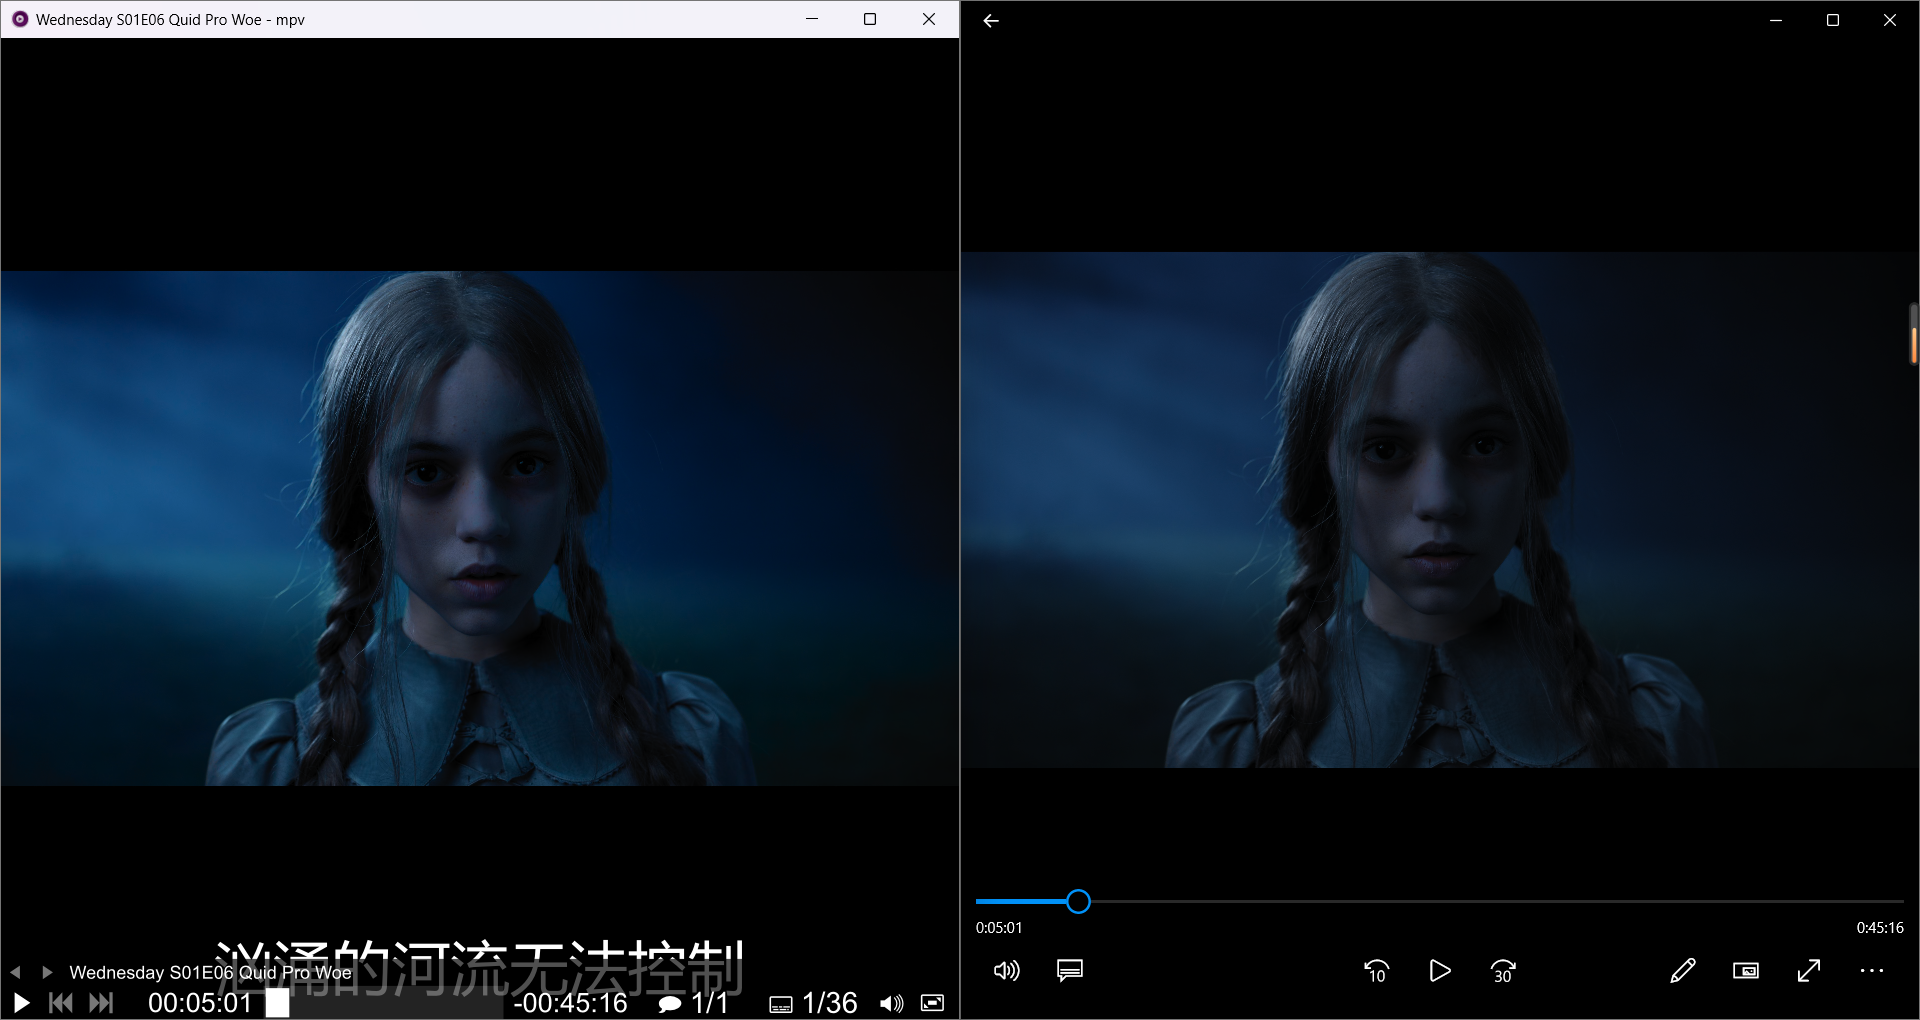 Wednesday S01E06 Quid Pro Woe - mpv
汹涌的河流无法控制
Wednesday S01E06 Quid Pro Woe
00:05:01
-00:45:16
1/1
1/36
0:05:01
0:45:16
10
30